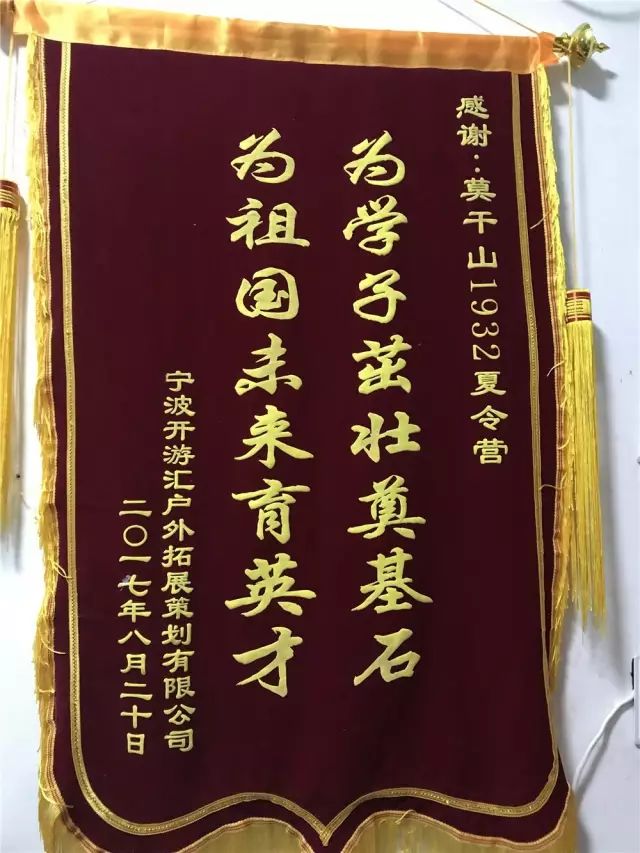 感谢：莫干山1932夏令营
为学子茁壮奠基石
为祖国未来育英才
宁波开游汇户外拓展策划有限公司
二〇一七年八月二十日